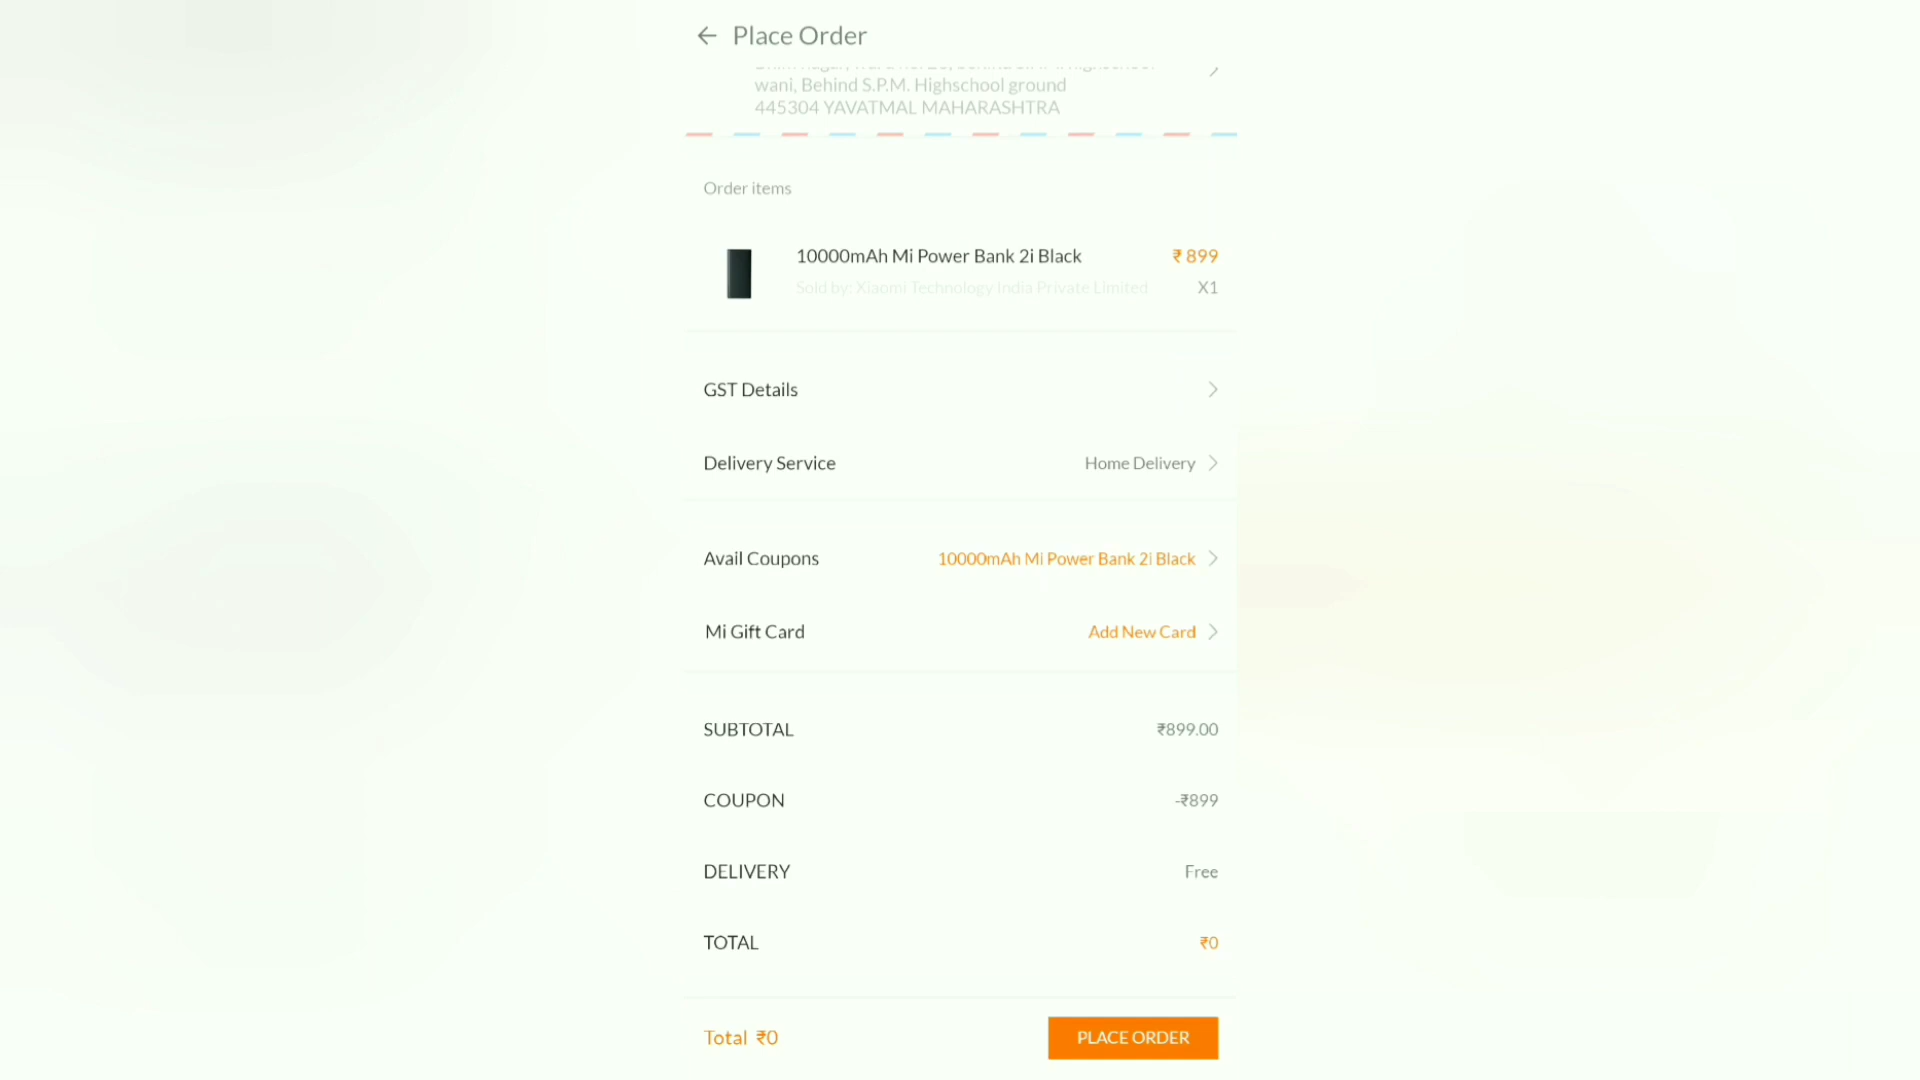 Place Order
wani, Behind S.P.M. Highschool ground
445304 YAVATMAL MAHARASHTRA
Order items
10000mAh Mi Power Bank 2i Black ₹ 899
Sold by: Xiaomi Technology India Private Limited X1
GST Details
Delivery Service Home Delivery
Avail Coupons 10000mAh Mi Power Bank 2i Black
Mi Gift Card Add New Card
SUBTOTAL ₹899.00
COUPON -₹899
DELIVERY Free
TOTAL ₹0
Total ₹0 PLACE ORDER